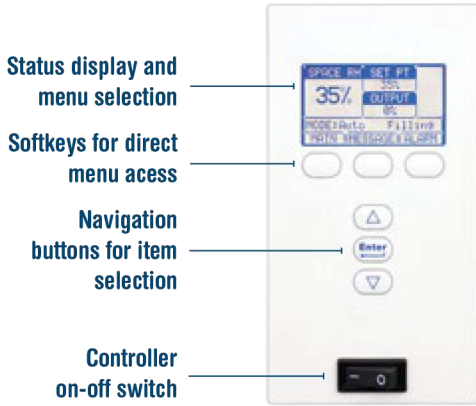 Status display and
menu selection
SPACE RH SET PT
35%
35%
OUTPUT
0%
MODE:Auto Filling
MAIN MESSAGE ALARM
Softkeys for direct
menu acess
Navigation
buttons for item
selection
Enter
Controller
on-off switch
– o